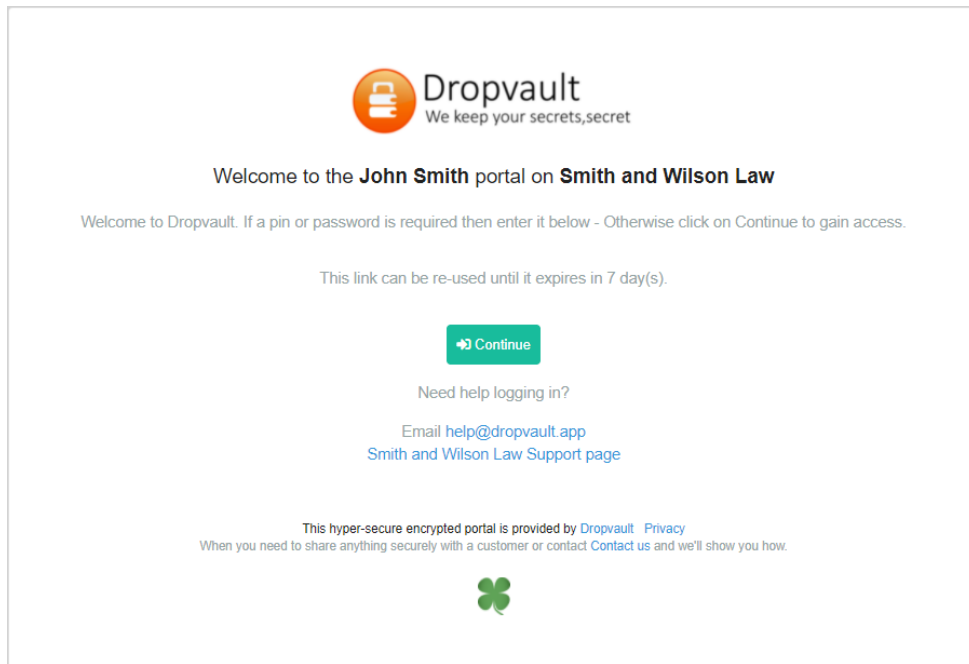 Dropvault
We keep your secrets,secret
Welcome to the John Smith portal on Smith and Wilson Law
Welcome to Dropvault. If a pin or password is required then enter it below - Otherwise click on Continue to gain access.
This link can be re-used until it expires in 7 day(s).
Continue
Need help logging in?
Email help@dropvault.app
Smith and Wilson Law Support page
This hyper-secure encrypted portal is provided by Dropvault Privacy
When you need to share anything securely with a customer or contact Contact us and we'll show you how.